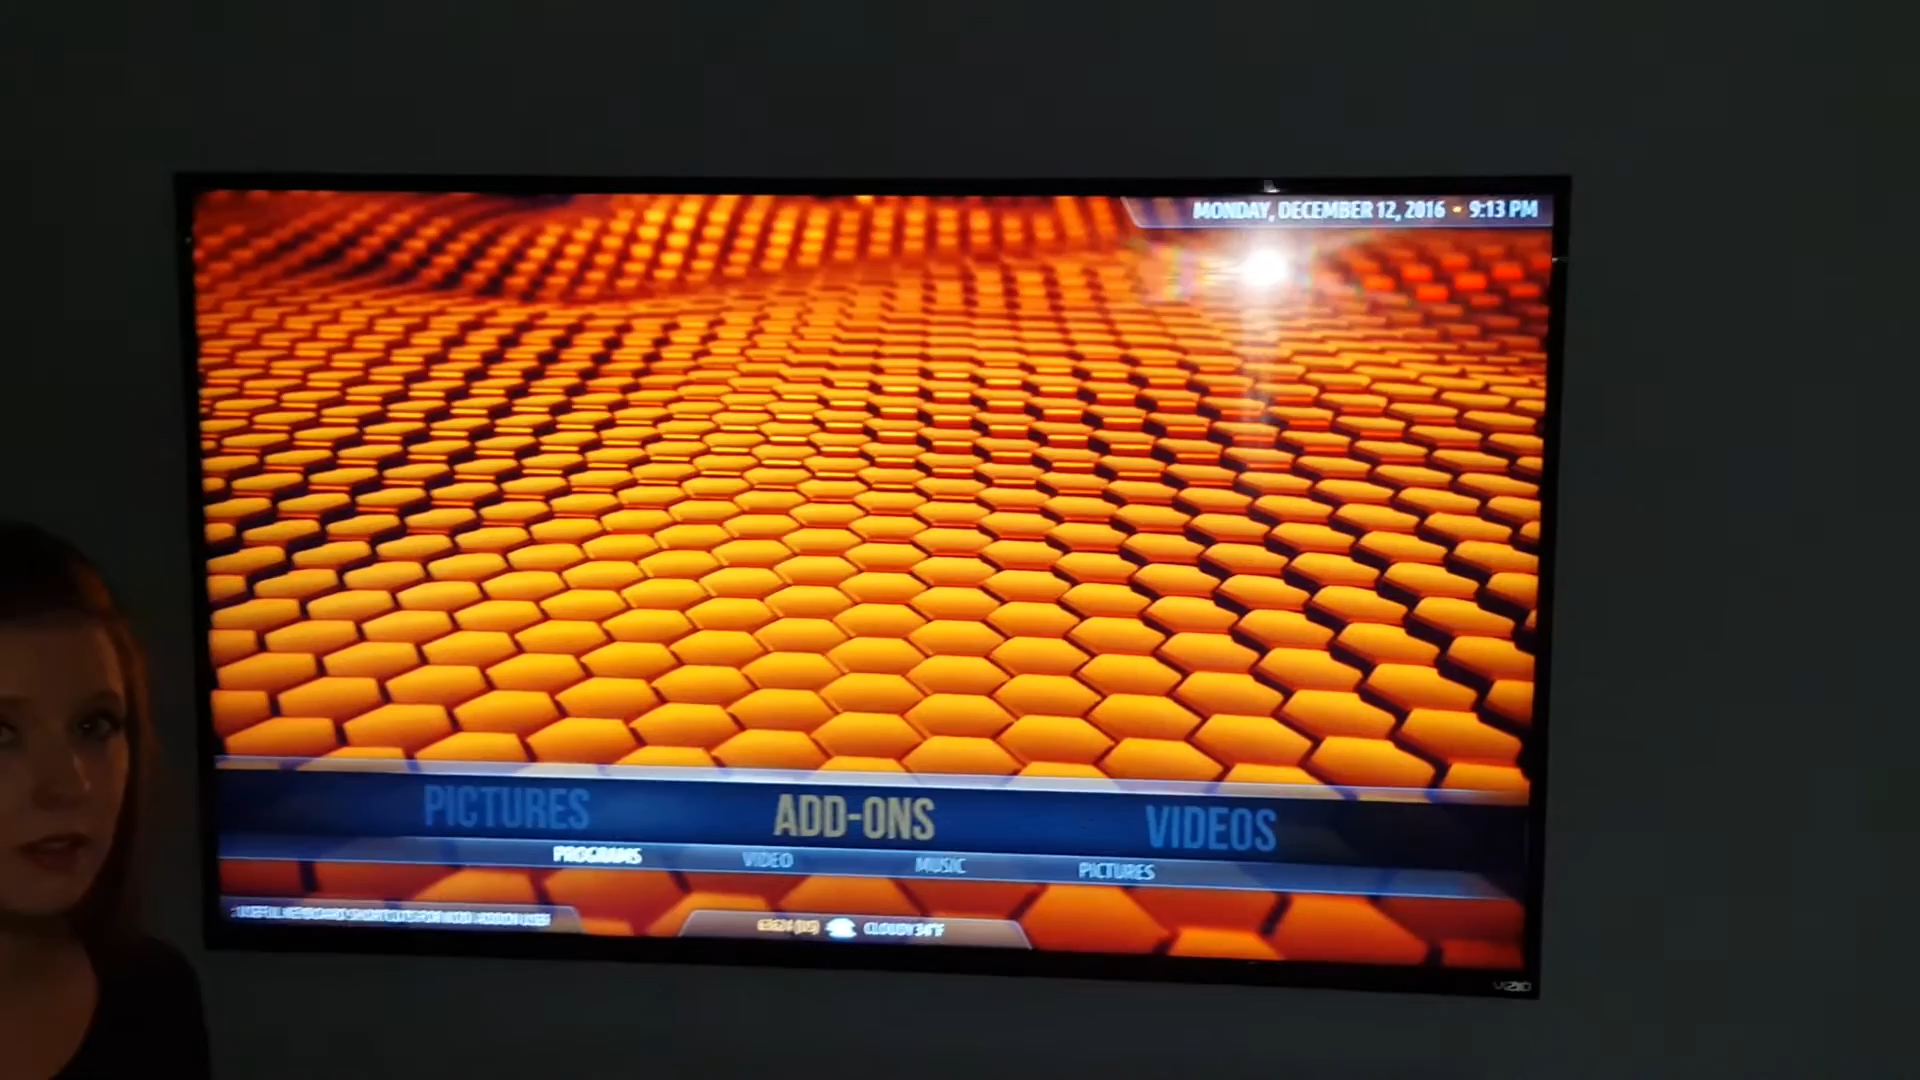 MONDAY, DECEMBER 12, 2016 • 9:13 PM
PICTURES ADD-ONS VIDEOS
PROGRAMS VIDEO MUSIC PICTURES
CLOUDY 34°F
VIZIO